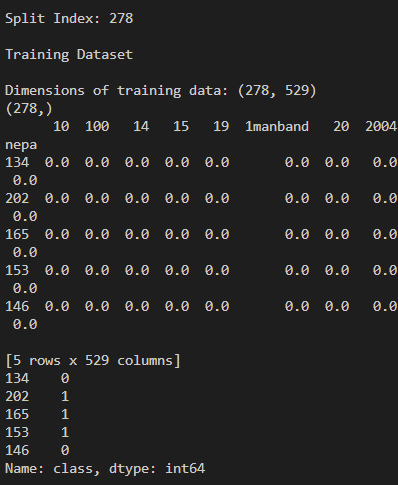 Split Index: 278
Training Dataset
Dimensions of training data: (278, 529)
(278,)
10 100 14 15 19 1manband 20 2004
nepa
134 0.0 0.0 0.0 0.0 0.0 0.0 0.0 0.0
0.0
202 0.0 0.0 0.0 0.0 0.0 0.0 0.0 0.0
0.0
165 0.0 0.0 0.0 0.0 0.0 0.0 0.0 0.0
0.0
153 0.0 0.0 0.0 0.0 0.0 0.0 0.0 0.0
0.0
146 0.0 0.0 0.0 0.0 0.0 0.0 0.0 0.0
0.0
[5 rows x 529 columns]
134 0
202 1
165 1
153 1
146 0
Name: class, dtype: int64